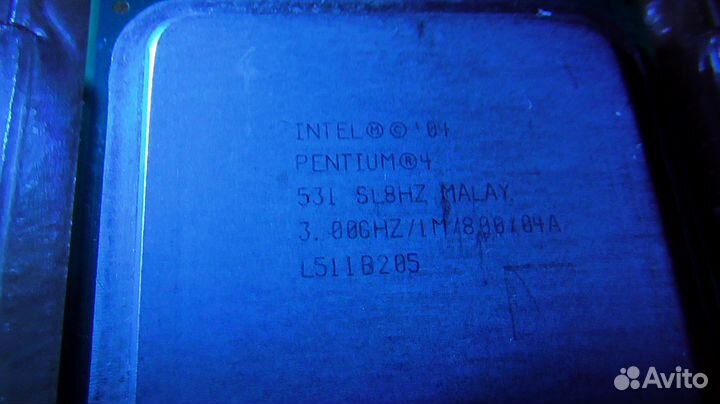 INTEL Ⓜ © '04
PENTIUM ® 4
531 SL8HZ MALAY
3.00GHZ/1M/800/04A
L511B205
Avito